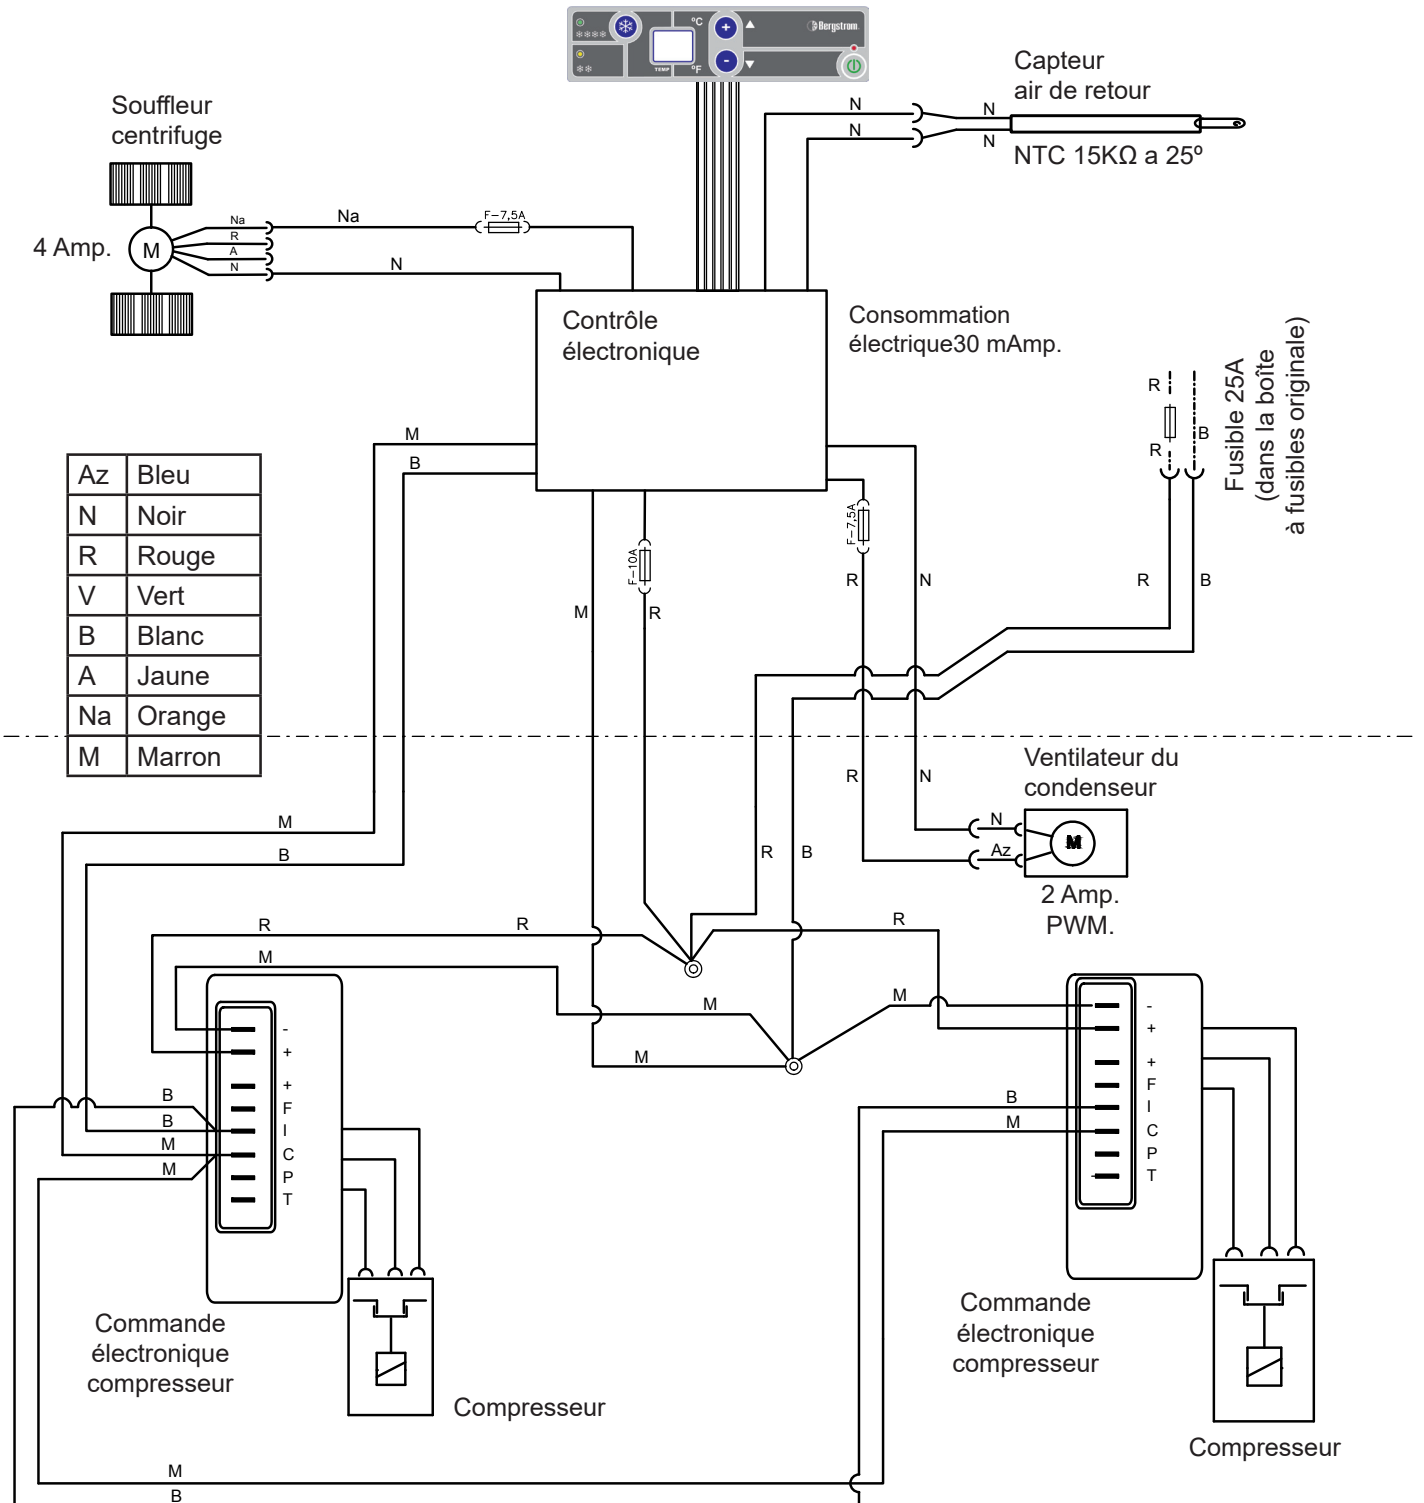 °C
Bergstrom
TEMP
°F
Capteur
air de retour
N
N
N
N
NTC 15KΩ a 25º
Souffleur
centrifuge
4 Amp.
M
Na
R
A
N
Na
F-7,5A
N
Contrôle
électronique
Consommation
électrique30 mAmp.
Fusible 25A
(dans la boîte
à fusibles originale)
R
R
B
M
B
Az Bleu
N Noir
R Rouge
V Vert
B Blanc
A Jaune
Na Orange
M Marron
F-10A
F-7,5A
M
R
R
N
R
B
R
N
Ventilateur du
condenseur
N
Az
M
2 Amp.
PWM.
M
B
R
B
R
R
R
M
M
M
M
-
+
+
F
I
C
P
T
B
B
M
M
-
+
+
F
I
C
P
T
B
M
Commande
électronique
compresseur
Compresseur
Commande
électronique
compresseur
Compresseur
M
B